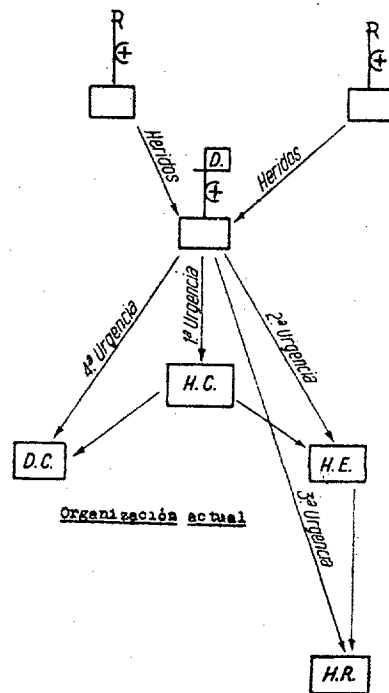 R
R
Heridos
Heridos
D.
4ª Urgencia
1ª Urgencia
2ª Urgencia
H.C.
D.C.
H.E.
Organización actual
3ª Urgencia
H.R.